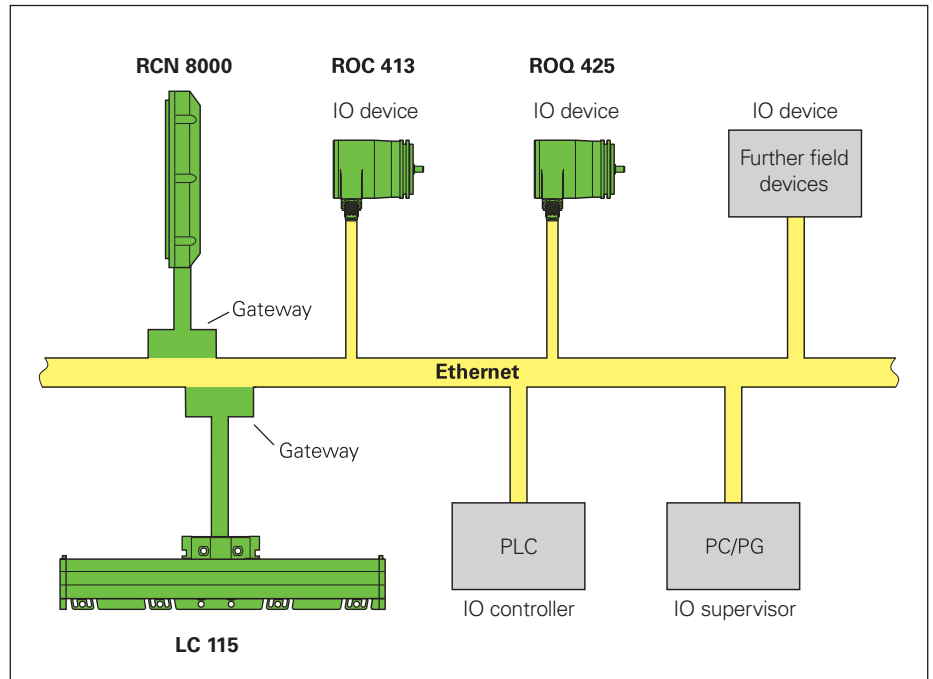 RCN 8000
ROC 413
ROQ 425
IO device
IO device
IO device
Further field
devices
Gateway
Ethernet
Gateway
PLC
PC/PG
IO controller
IO supervisor
LC 115